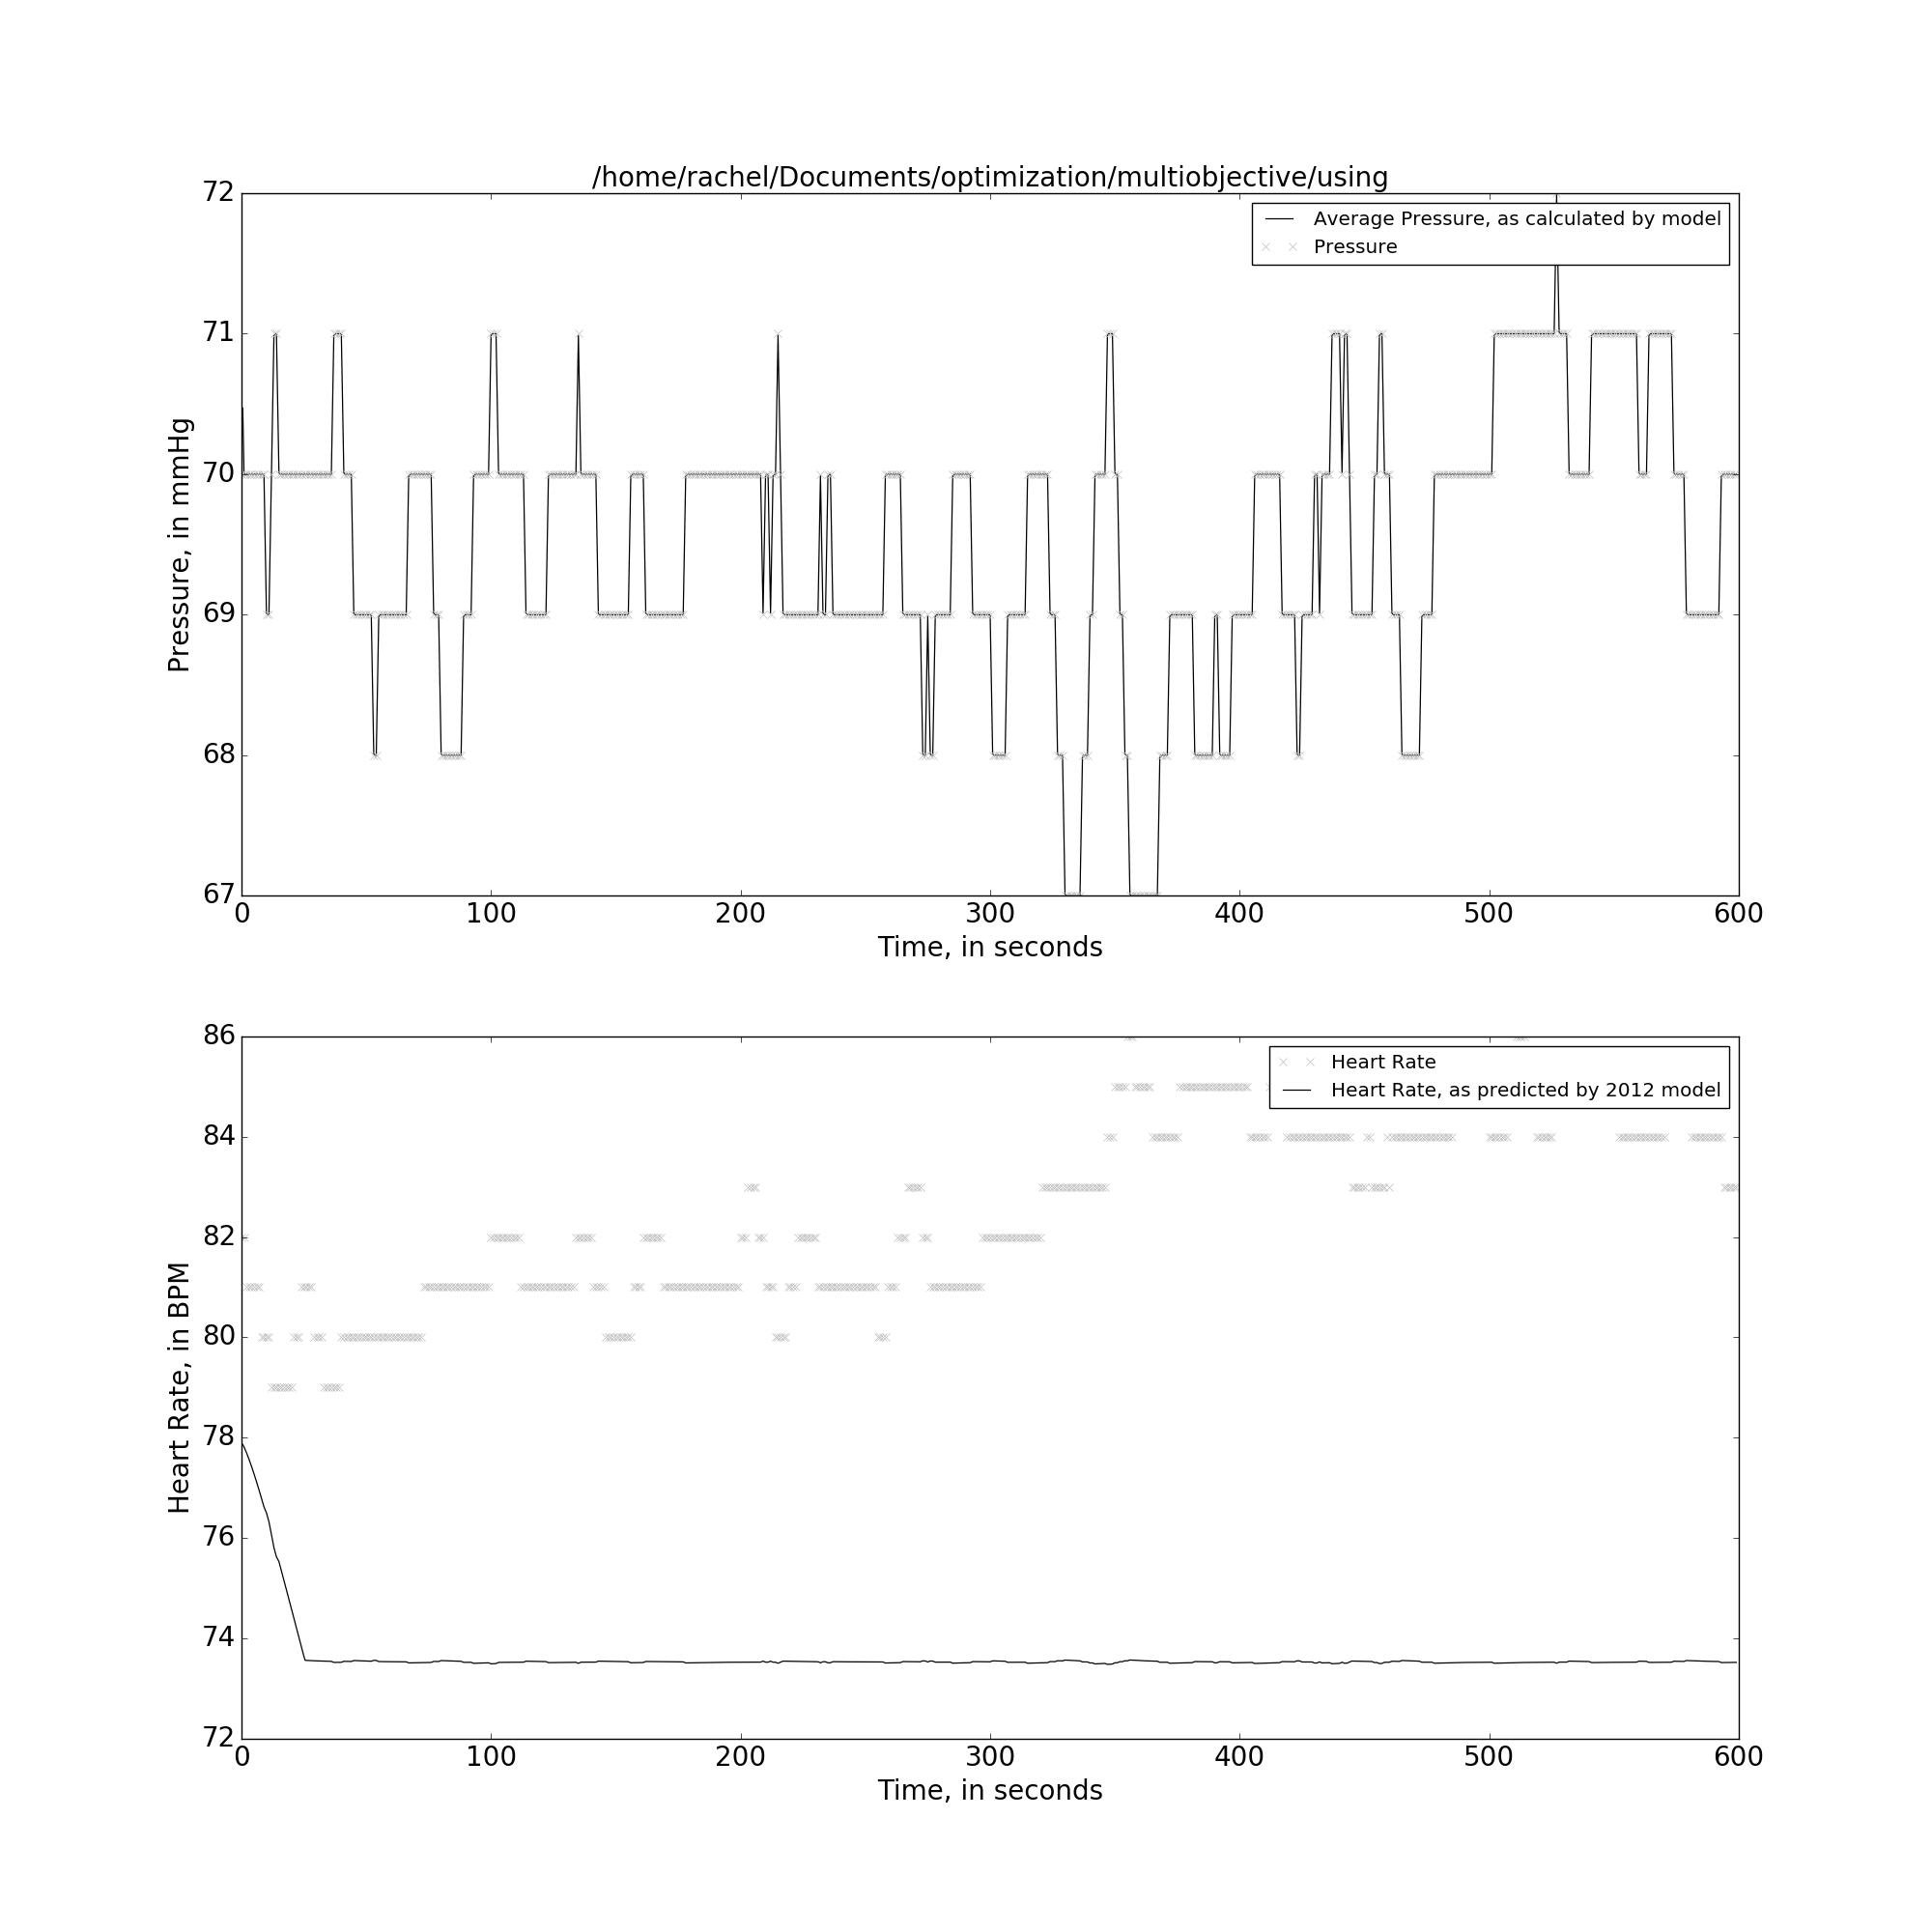 /home/rachel/Documents/optimization/multiobjective/using
72
71
70
69
68
67
Pressure, in mmHg
Average Pressure, as calculated by model
Pressure
0 100 200 300 400 500 600
Time, in seconds
86
84
82
80
78
76
74
72
Heart Rate, in BPM
Heart Rate
Heart Rate, as predicted by 2012 model
0 100 200 300 400 500 600
Time, in seconds